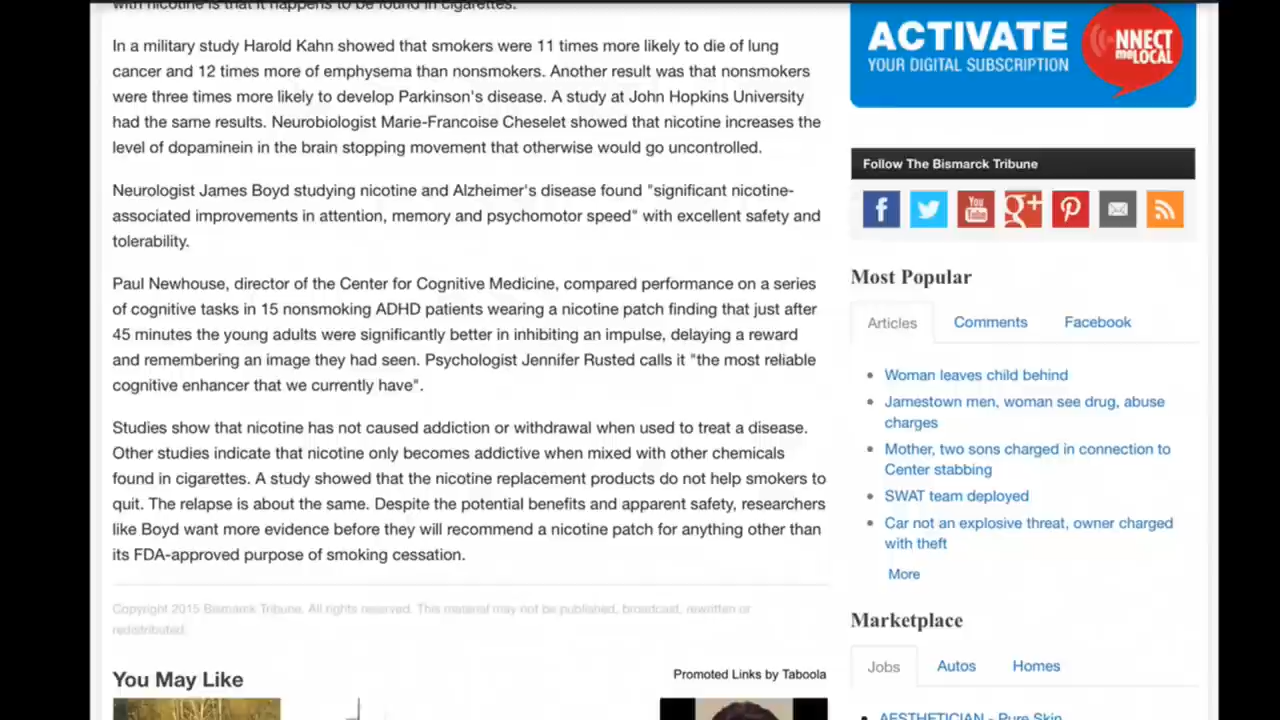 with nicotine is that it happens to be found in cigarettes.
In a military study Harold Kahn showed that smokers were 11 times more likely to die of lung
cancer and 12 times more of emphysema than nonsmokers. Another result was that nonsmokers
were three times more likely to develop Parkinson's disease. A study at John Hopkins University
had the same results. Neurobiologist Marie-Francoise Cheselet showed that nicotine increases the
level of dopaminein in the brain stopping movement that otherwise would go uncontrolled.
Neurologist James Boyd studying nicotine and Alzheimer's disease found "significant nicotine-
associated improvements in attention, memory and psychomotor speed" with excellent safety and
tolerability.
Paul Newhouse, director of the Center for Cognitive Medicine, compared performance on a series
of cognitive tasks in 15 nonsmoking ADHD patients wearing a nicotine patch finding that just after
45 minutes the young adults were significantly better in inhibiting an impulse, delaying a reward
and remembering an image they had seen. Psychologist Jennifer Rusted calls it "the most reliable
cognitive enhancer that we currently have".
Studies show that nicotine has not caused addiction or withdrawal when used to treat a disease.
Other studies indicate that nicotine only becomes addictive when mixed with other chemicals
found in cigarettes. A study showed that the nicotine replacement products do not help smokers to
quit. The relapse is about the same. Despite the potential benefits and apparent safety, researchers
like Boyd want more evidence before they will recommend a nicotine patch for anything other than
its FDA-approved purpose of smoking cessation.
Copyright 2015 Bismarck Tribune. All rights reserved. This material may not be published, broadcast, rewritten or
redistributed.
You May Like
Promoted Links by Taboola
ACTIVATE
YOUR DIGITAL SUBSCRIPTION
NNECT
me LOCAL
Follow The Bismarck Tribune
f
You
Tube
g+
Most Popular
Articles
Comments
Facebook
• Woman leaves child behind
• Jamestown men, woman see drug, abuse
charges
• Mother, two sons charged in connection to
Center stabbing
• SWAT team deployed
• Car not an explosive threat, owner charged
with theft
More
Marketplace
Jobs
Autos
Homes
• AESTHETICIAN - Pure Skin